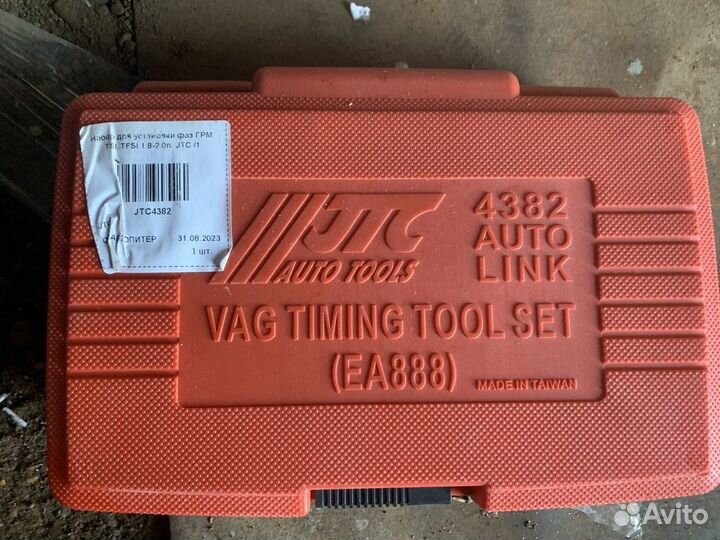 Набор для установки фаз ГРМ
TSI, TFSI 1.8-2.0л. JTC /1
JTC4382
JTC
31.08.2023
1 шт.
JTC
AUTO TOOLS
4382
AUTO
LINK
VAG TIMING TOOL SET
(EA888)
MADE IN TAIWAN
Avito